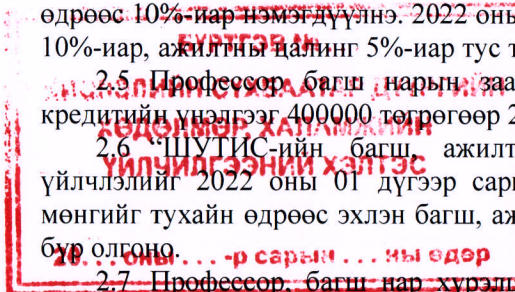 өдрөөс 10%-иар нэмэгдүүлнэ. 2022 оны
БҮРТГЭВ №
10%-иар, ажилтны цалинг 5%-иар тус т
2.5 Профессор багш нарын заа
кредитийн үнэлгээг 400000 төгрөгөөр 2
ХӨДӨЛМӨР, ХАЛАМЖИЙН
2.6 “ШУТИС-ийн багш, ажилт
ҮЙЛЧИЛГЭЭНИЙ ХЭЛТЭС
үйлчлэлийг 2022 оны 01 дүгээр сары
мөнгийг тухайн өдрөөс эхлэн багш, аж
бүр олгоно.
20. . . оны . . . -р сарын . . . ны өдөр
2.7 Профессор, багш нар